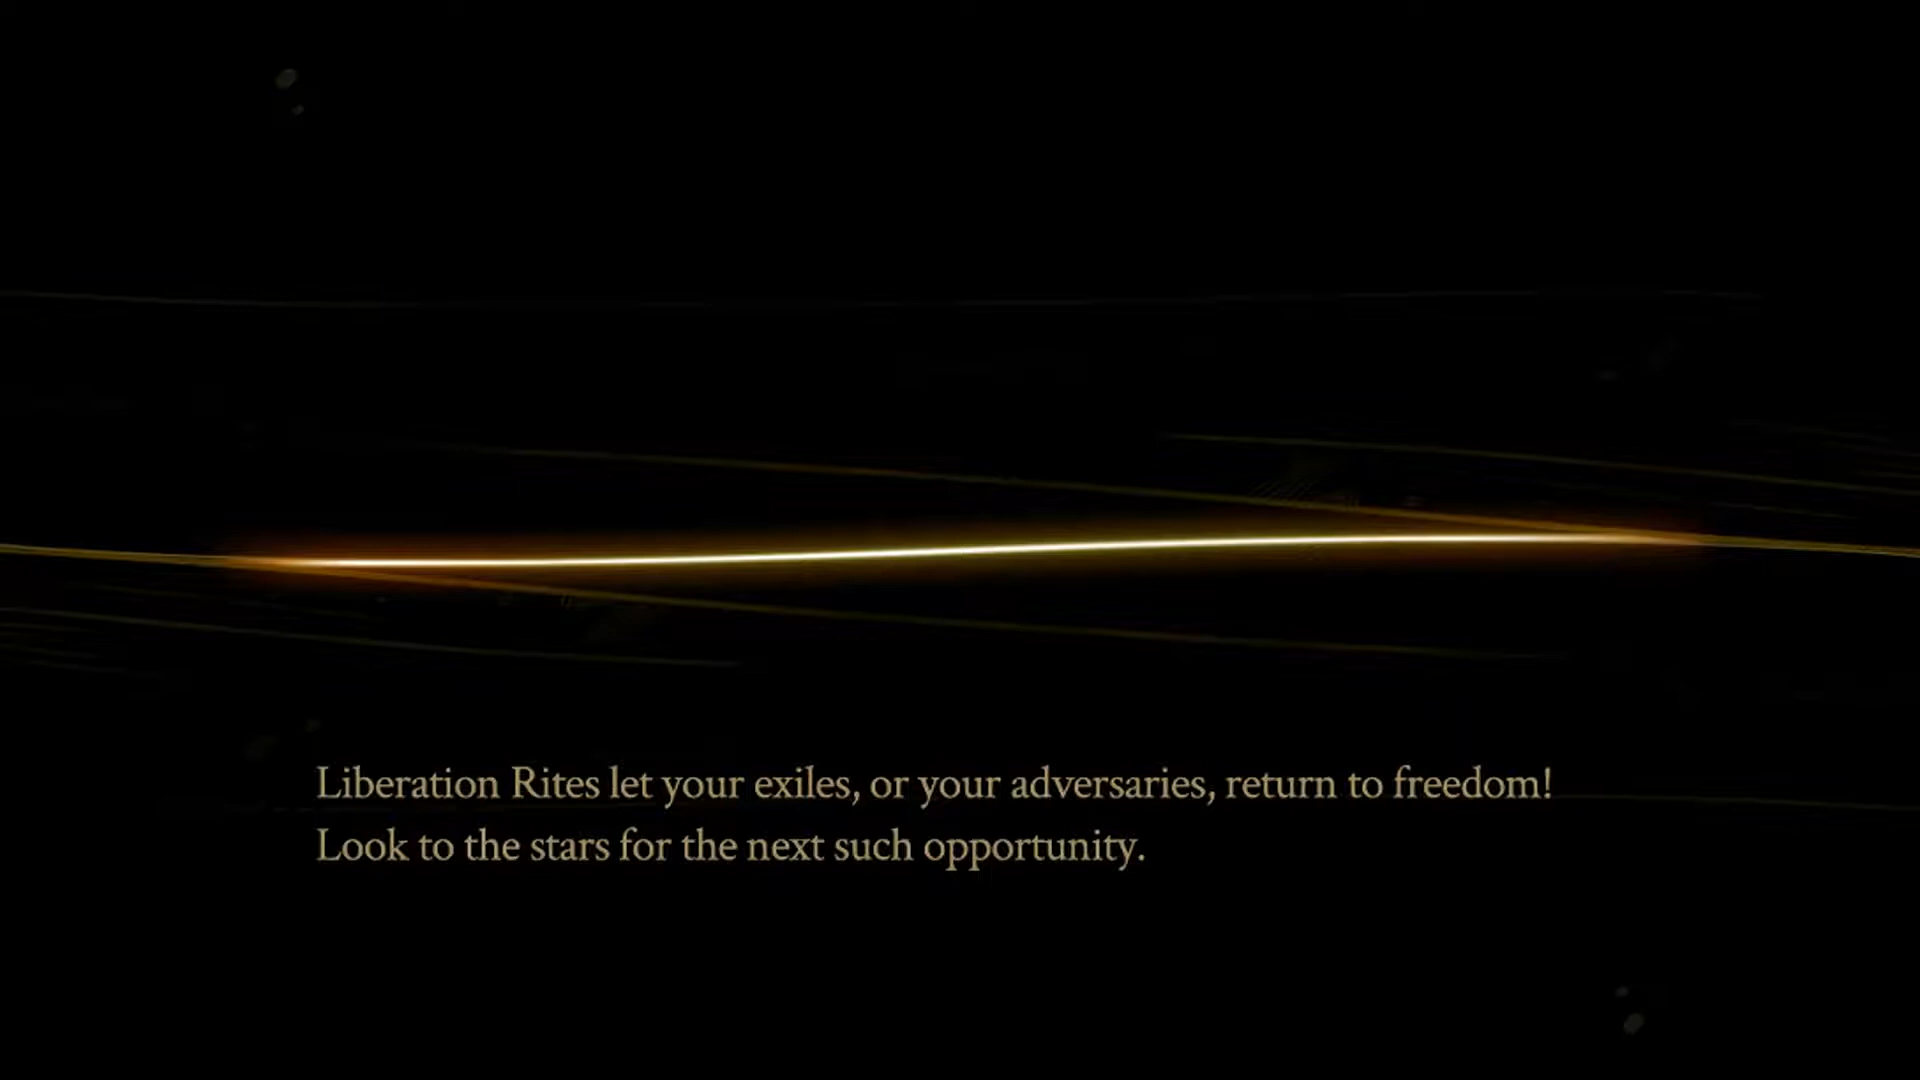 Liberation Rites let your exiles, or your adversaries, return to freedom!
Look to the stars for the next such opportunity.